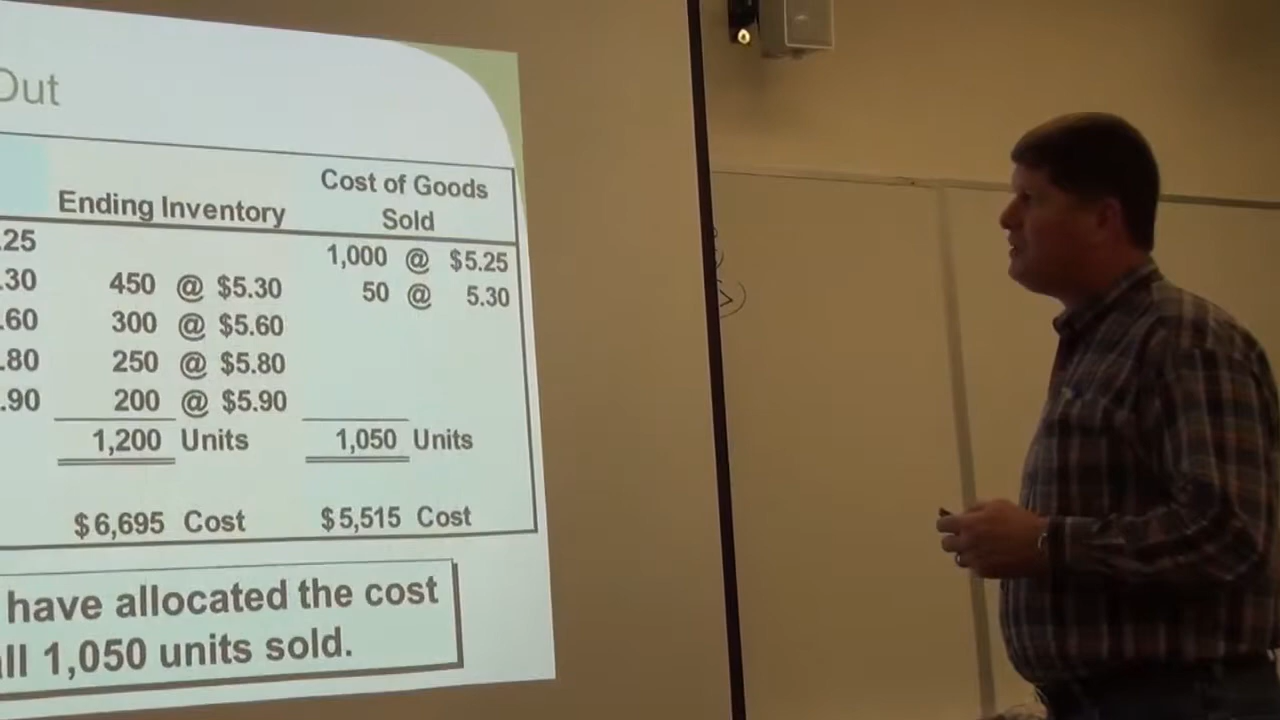 Out
Cost of Goods
Ending Inventory Sold
.25 1,000 @ $5.25
.30 450 @ $5.30 50 @ 5.30
.60 300 @ $5.60
.80 250 @ $5.80
.90 200 @ $5.90
1,200 Units 1,050 Units
$6,695 Cost $5,515 Cost
have allocated the cost
all 1,050 units sold.